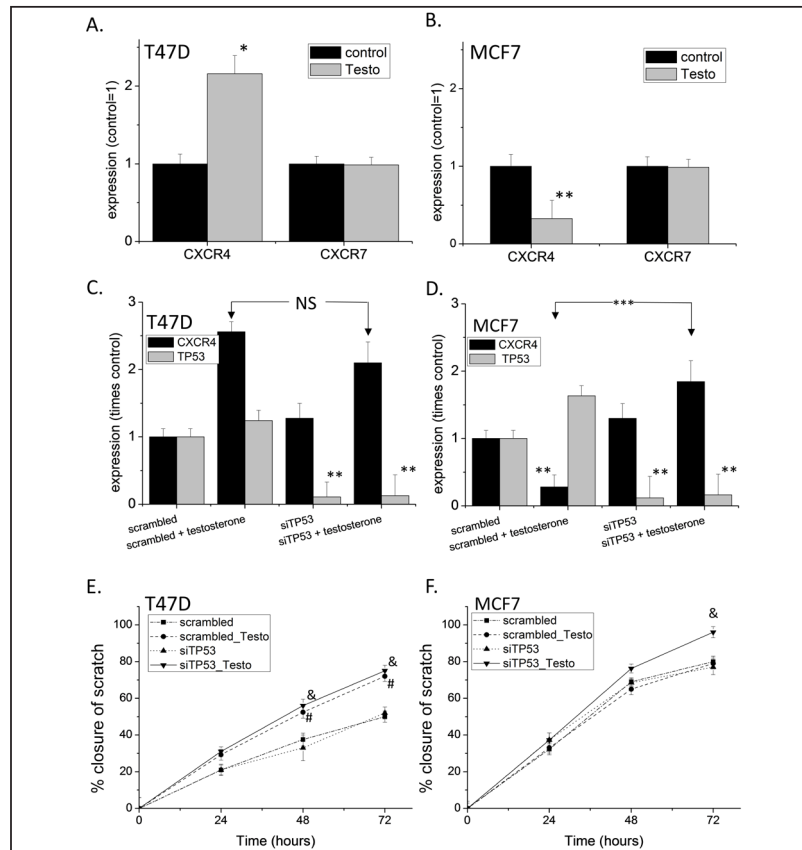 A.
T47D
control
Testo
*
expression (control=1)
2
1
0
CXCR4
CXCR7
B.
MCF7
control
Testo
**
expression (control=1)
2
1
0
CXCR4
CXCR7
C.
T47D
NS
CXCR4
TP53
**
**
expression (times control)
3
2
1
0
scrambled
scrambled + testosterone
siTP53
siTP53 + testosterone
D.
MCF7
***
CXCR4
TP53
**
**
**
expression (times control)
3
2
1
0
scrambled
scrambled + testosterone
siTP53
siTP53 + testosterone
E.
T47D
scrambled
scrambled_Testo
siTP53
siTP53_Testo
&
#
&
#
% closure of scratch
100
80
60
40
20
0
0
24
48
72
Time (hours)
F.
MCF7
scrambled
scrambled_Testo
siTP53
siTP53_Testo
&
% closure of scratch
100
80
60
40
20
0
0
24
48
72
Time (hours)